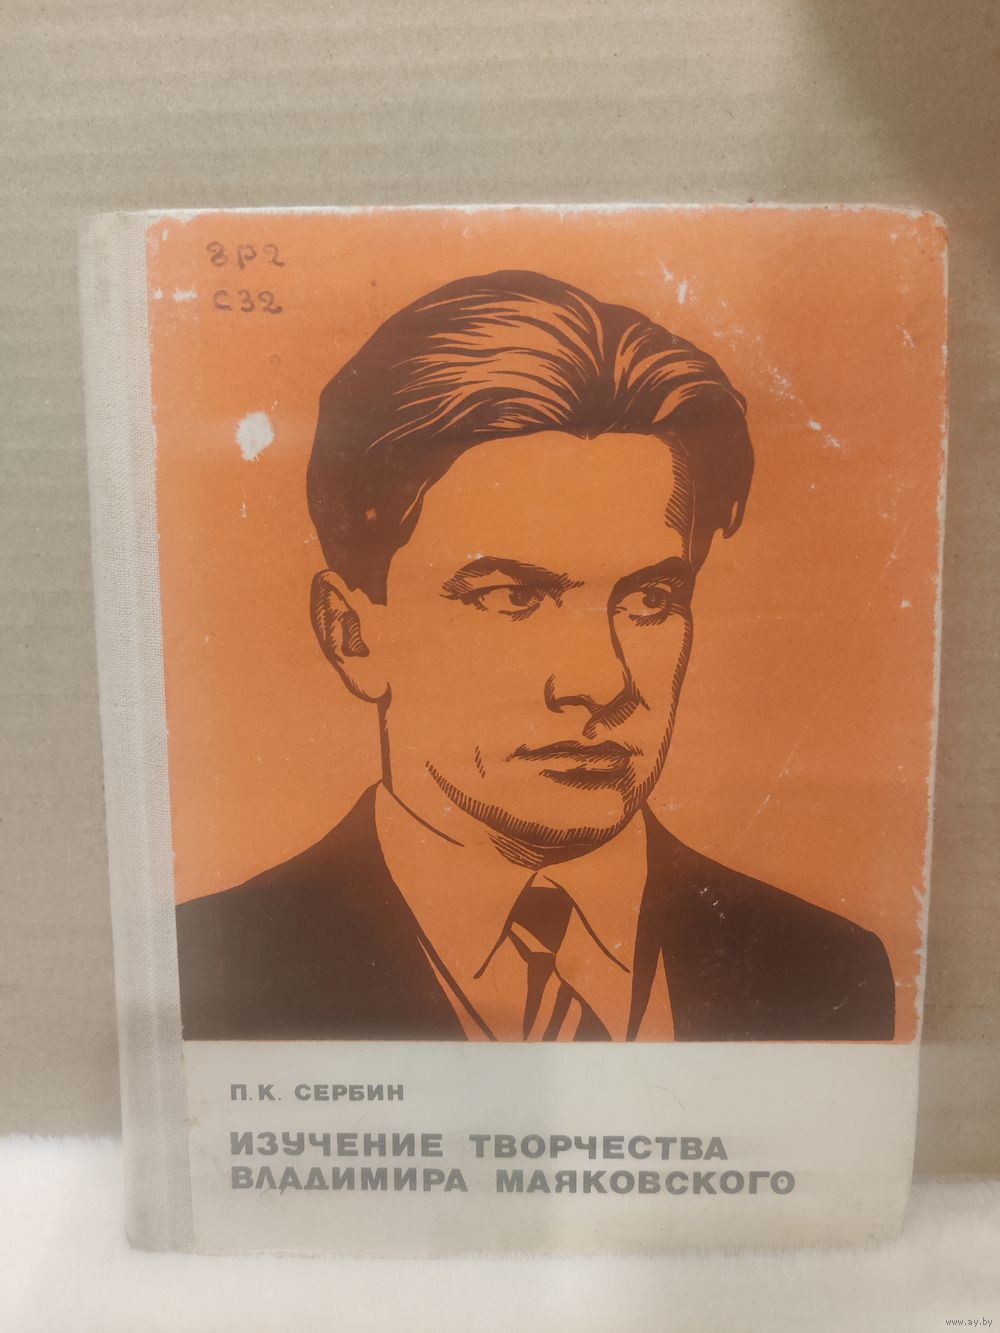 8Р2
С32
П. К. СЕРБИН
ИЗУЧЕНИЕ ТВОРЧЕСТВА
ВЛАДИМИРА МАЯКОВСКОГО
www.ay.by